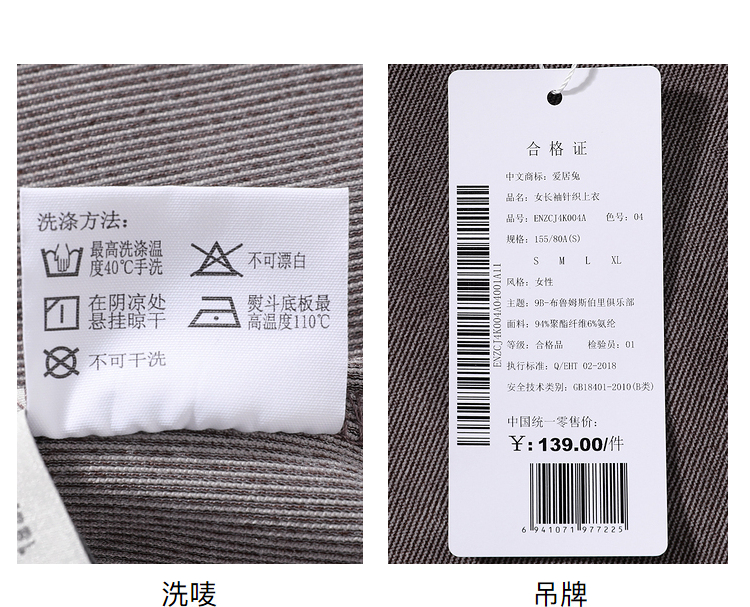 洗涤方法:
最高洗涤温
度40℃手洗
不可漂白
在阴凉处
悬挂晾干
熨斗底板最
高温度110℃
不可干洗
合格证
中文商标: 爱居兔
品名: 女长袖针织上衣
品号: ENZCJ4K004A 色号: 04
规格: 155/80A(S)
S M L XL
风格: 女性
主题: 9B-布鲁姆斯伯里俱乐部
面料: 94%聚酯纤维6%氨纶
等级: 合格品 检验员: 01
执行标准: Q/EHT 02-2018
安全技术类别: GB18401-2010(B类)
ENZCJ4K004A04001A11
中国统一零售价:
¥: 139.00/件
6 941071 977225
洗唛
吊牌